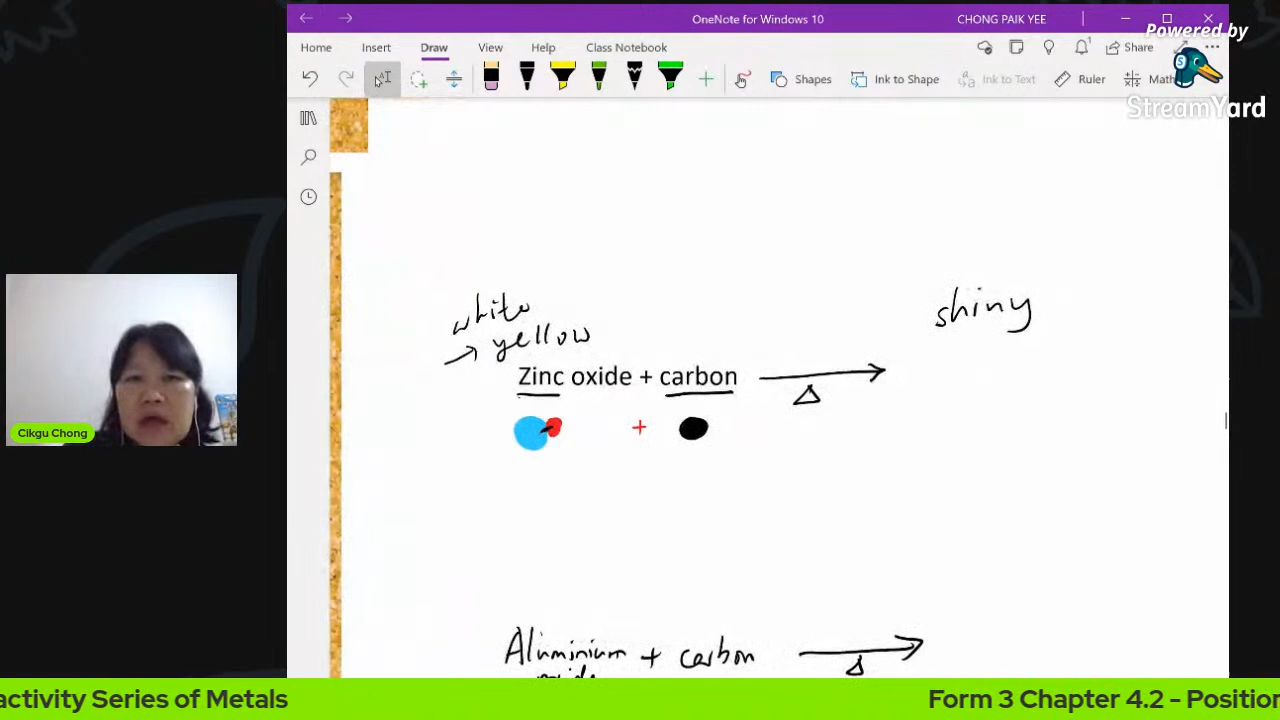 OneNote for Windows 10
CHONG PAIK YEE
Powered by
StreamYard
Home Insert Draw View Help Class Notebook
Share
Shapes Ink to Shape Ink to Text Ruler Math
white
→ yellow
shiny
Zinc oxide + carbon
Δ
+
Cikgu Chong
Aluminium + carbon
oxide
Δ
activity Series of Metals
Form 3 Chapter 4.2 - Position